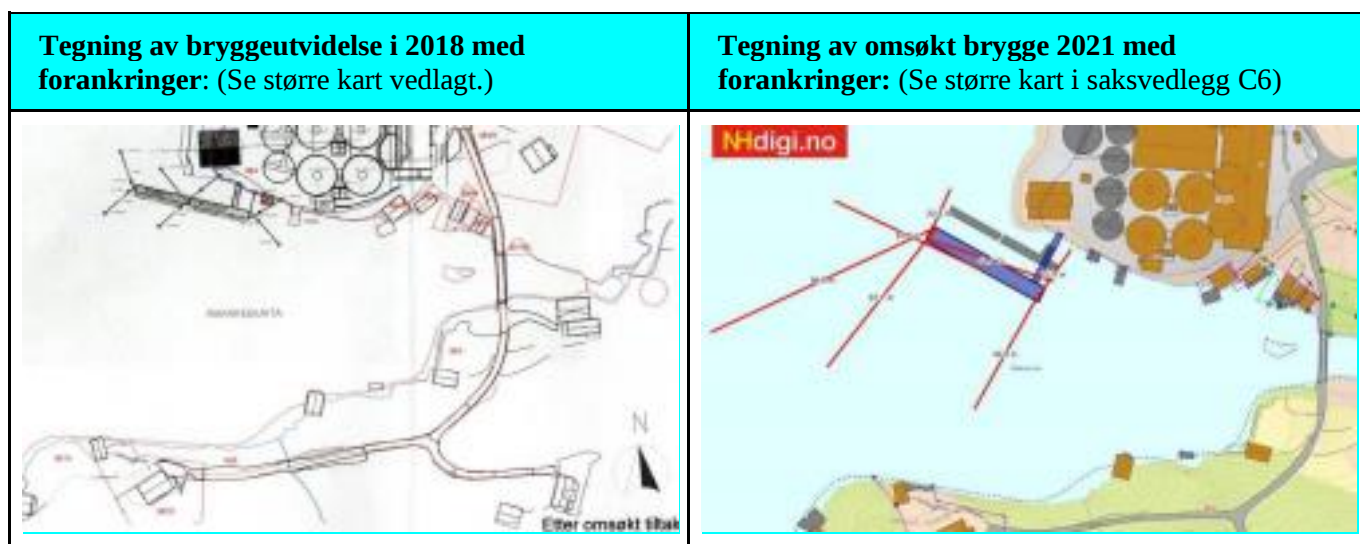 Tegning av bryggeutvidelse i 2018 med
forankringer: (Se større kart vedlagt.)
Tegning av omsøkt brygge 2021 med
forankringer: (Se større kart i saksvedlegg C6)
NHdigi.no
N
Etter omsøkt tiltak